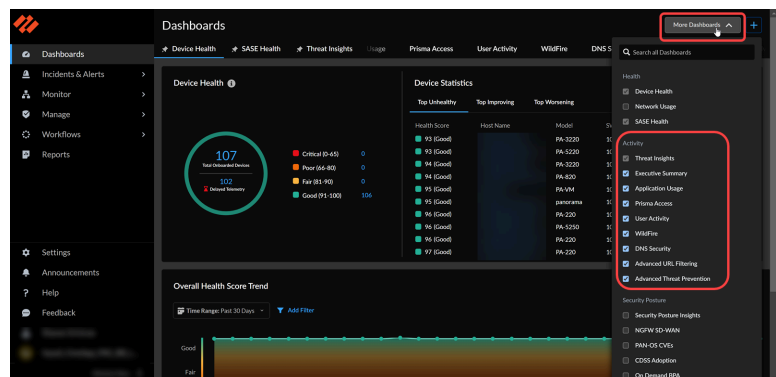 Dashboards
More Dashboards
Device Health
SASE Health
Threat Insights
Usage
Prisma Access
User Activity
WildFire
DNS S
Dashboards
Incidents & Alerts
Monitor
Manage
Workflows
Reports
Settings
Announcements
Help
Feedback
Device Health
107
Total Onboarded Devices
102
Delayed Telemetry
Critical (0-65) 0
Poor (66-80) 0
Fair (81-90) 0
Good (91-100) 106
Device Statistics
Top Unhealthy Top Improving Top Worsening
Health Score Host Name Model
93 (Good) PA-3220
93 (Good) PA-5220
94 (Good) PA-3220
94 (Good) PA-820
95 (Good) PA-VM
95 (Good) panorama
96 (Good) PA-220
96 (Good) PA-5250
96 (Good) PA-220
97 (Good) PA-220
Overall Health Score Trend
Time Range: Past 30 Days
Add Filter
Good
Fair
Search all Dashboards
Health
Device Health
Network Usage
SASE Health
Activity
Threat Insights
Executive Summary
Application Usage
Prisma Access
User Activity
WildFire
DNS Security
Advanced URL Filtering
Advanced Threat Prevention
Security Posture
Security Posture Insights
NGFW SD-WAN
PAN-OS CVEs
CDSS Adoption
On Demand BPA